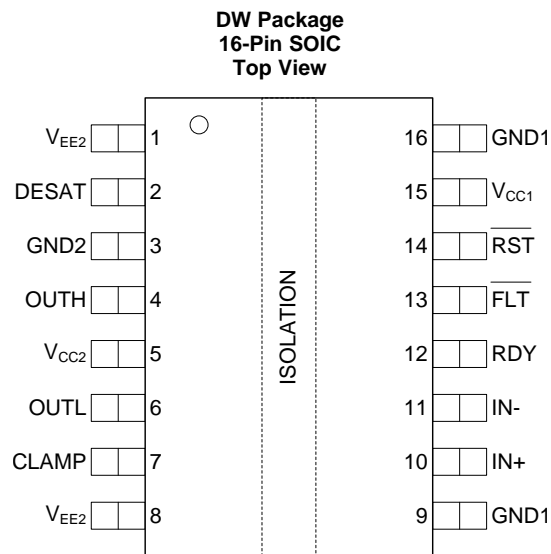 DW Package
16-Pin SOIC
Top View
VEE2 1 16 GND1
DESAT 2 15 VCC1
GND2 3 14 RST
OUTH 4 13 FLT
VCC2 5 12 RDY
OUTL 6 11 IN-
CLAMP 7 10 IN+
VEE2 8 9 GND1
ISOLATION